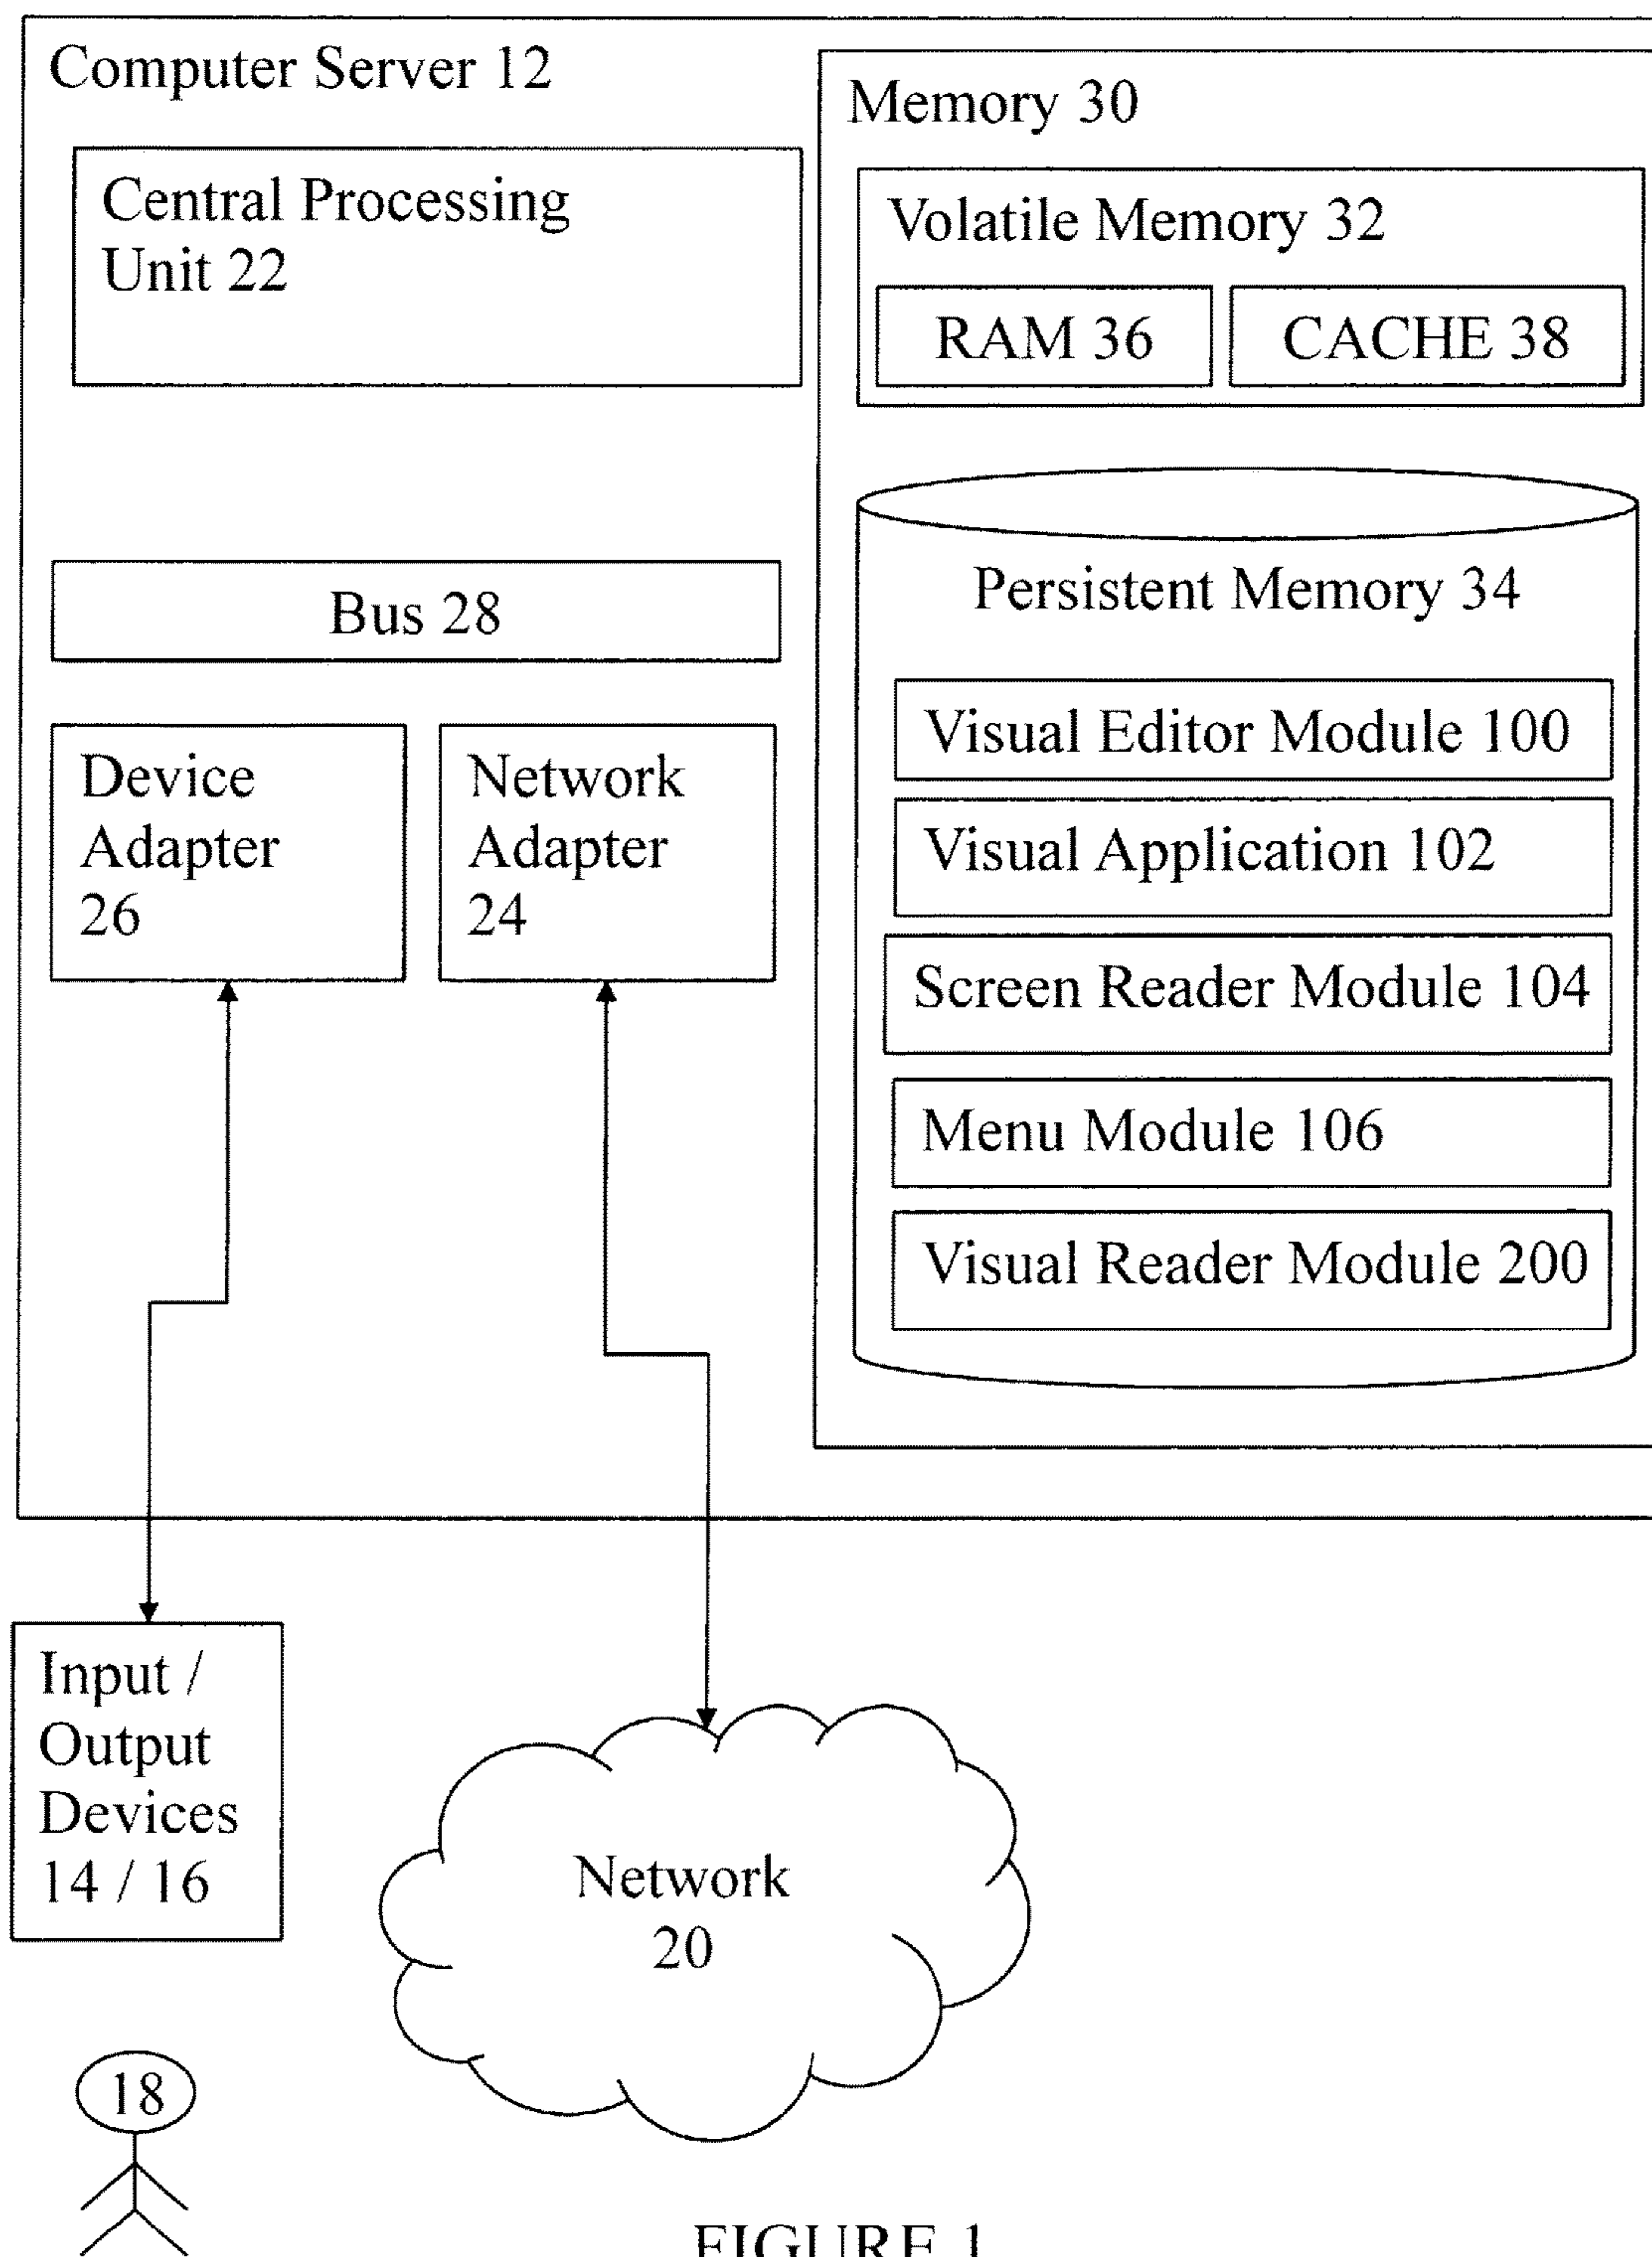 Computer Server 12
Central Processing
Unit 22
Bus 28
Device
Adapter
26
Network
Adapter
24
Memory 30
Volatile Memory 32
RAM 36
CACHE 38
Persistent Memory 34
Visual Editor Module 100
Visual Application 102
Screen Reader Module 104
Menu Module 106
Visual Reader Module 200
Input /
Output
Devices
14 / 16
Network
20
18
FIGURE 1